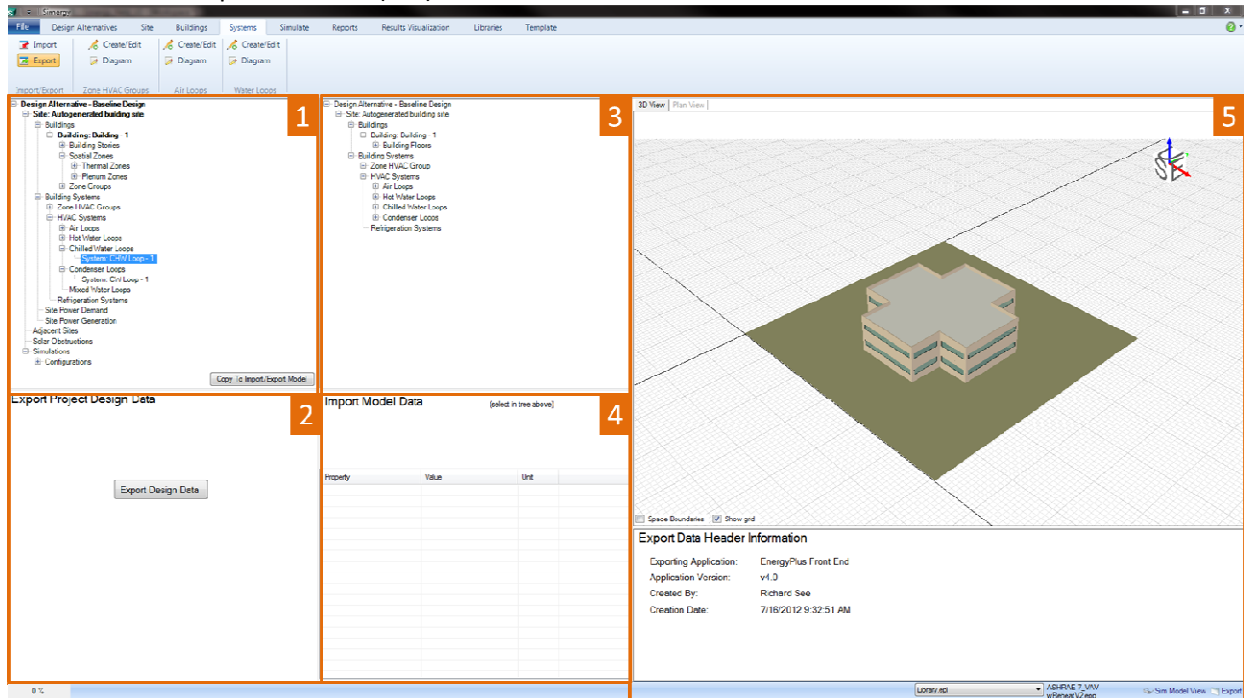 Simergy
File Design Alternatives Site Buildings Systems Simulate Reports Results Visualization Libraries Template
Import Create/Edit Create/Edit Create/Edit
Export Diagram Diagram Diagram
Import/Export Zone HVAC Groups Air Loops Water Loops
1
Design Alternative - Baseline Design
Site: Autogenerated building site
Buildings
Building: Building - 1
Building Stories
Spatial Zones
Thermal Zones
Plenum Zones
Zone Groups
Building Systems
Zone HVAC Groups
HVAC Systems
Air Loops
Hot Water Loops
Chilled Water Loops
System: CHW Loop - 1
Condenser Loops
System: CW Loop - 1
Mixed Water Loops
Refrigeration Systems
Site Power Demand
Site Power Generation
Adjacent Sites
Solar Obstructions
Simulations
Configurations
Copy To Import/Export Model
2
Export Project Design Data
Export Design Data
3
Design Alternative - Baseline Design
Site: Autogenerated building site
Buildings
Building: Building - 1
Building Floors
Building Systems
Zone HVAC Group
HVAC Systems
Air Loops
Hot Water Loops
Chilled Water Loops
Condenser Loops
Refrigeration Systems
4
Import Model Data (select in tree above)
Property Value Unit
5
3D View Plan View
Space Boundaries Show grid
Export Data Header Information
Exporting Application: EnergyPlus Front End
Application Version: v4.0
Created By: Richard See
Creation Date: 7/16/2012 9:32:51 AM
0 %
Library.epl
ASHRAE 7_VAV
Sim Model View Export